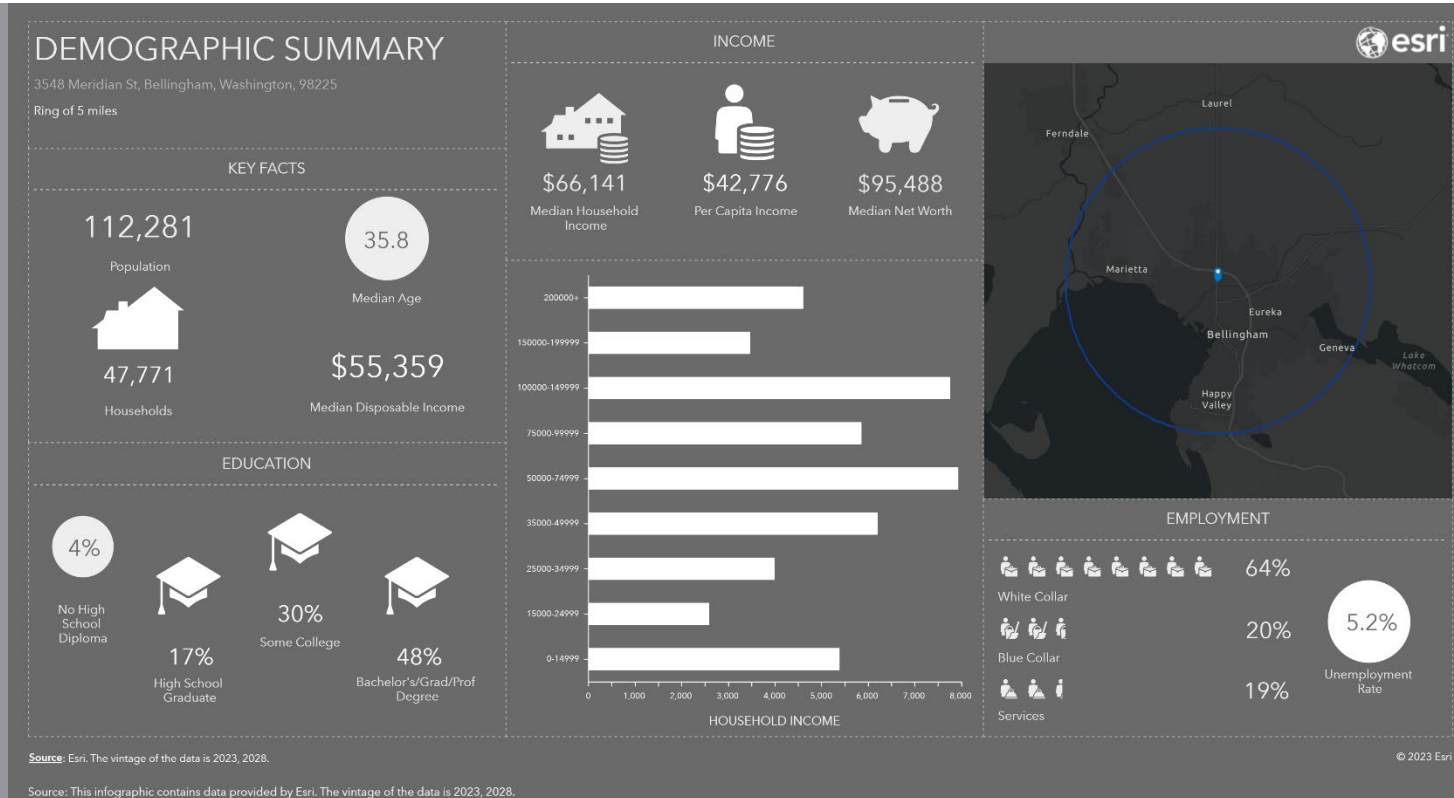 DEMOGRAPHIC SUMMARY
3548 Meridian St, Bellingham, Washington, 98225
Ring of 5 miles
KEY FACTS
112,281
Population
35.8
Median Age
47,771
Households
$55,359
Median Disposable Income
EDUCATION
4%
No High
School
Diploma
17%
High School
Graduate
30%
Some College
48%
Bachelor's/Grad/Prof
Degree
INCOME
$66,141
Median Household
Income
$42,776
Per Capita Income
$95,488
Median Net Worth
200000+
150000-199999
100000-149999
75000-99999
50000-74999
35000-49999
25000-34999
15000-24999
0-14999
0 1,000 2,000 3,000 4,000 5,000 6,000 7,000 8,000
HOUSEHOLD INCOME
esri
Laurel
Ferndale
Marietta
Eureka
Bellingham
Geneva
Lake
Whatcom
Happy
Valley
EMPLOYMENT
64%
White Collar
20%
Blue Collar
19%
Services
5.2%
Unemployment
Rate
Source: Esri. The vintage of the data is 2023, 2028.
© 2023 Esri
Source: This infographic contains data provided by Esri. The vintage of the data is 2023, 2028.